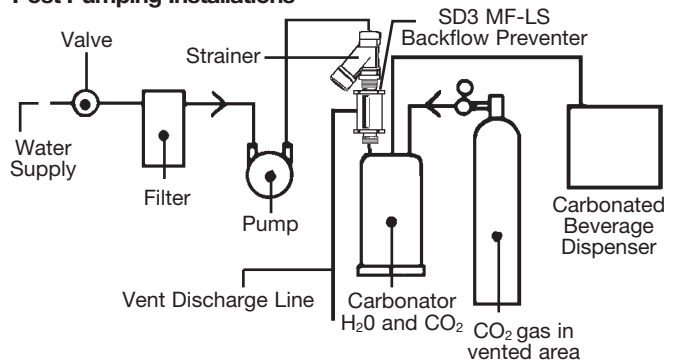 Post Pumping Installations
SD3 MF-LS
Backflow Preventer
Valve
Strainer
Water
Supply
Filter
Pump
Carbonated
Beverage
Dispenser
Vent Discharge Line
Carbonator
H₂0 and CO₂
CO₂ gas in
vented area